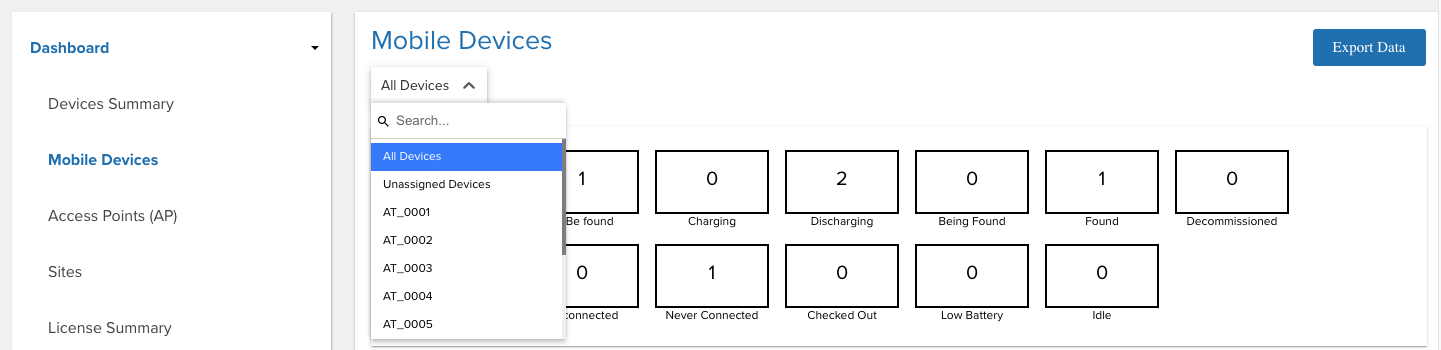 Dashboard
Devices Summary
Mobile Devices
Access Points (AP)
Sites
License Summary
Mobile Devices
Export Data
All Devices
Search...
All Devices
Unassigned Devices
AT_0001
AT_0002
AT_0003
AT_0004
AT_0005
1 0 2 0 1 0
Be found Charging Discharging Being Found Found Decommissioned
0 1 0 0 0
connected Never Connected Checked Out Low Battery Idle